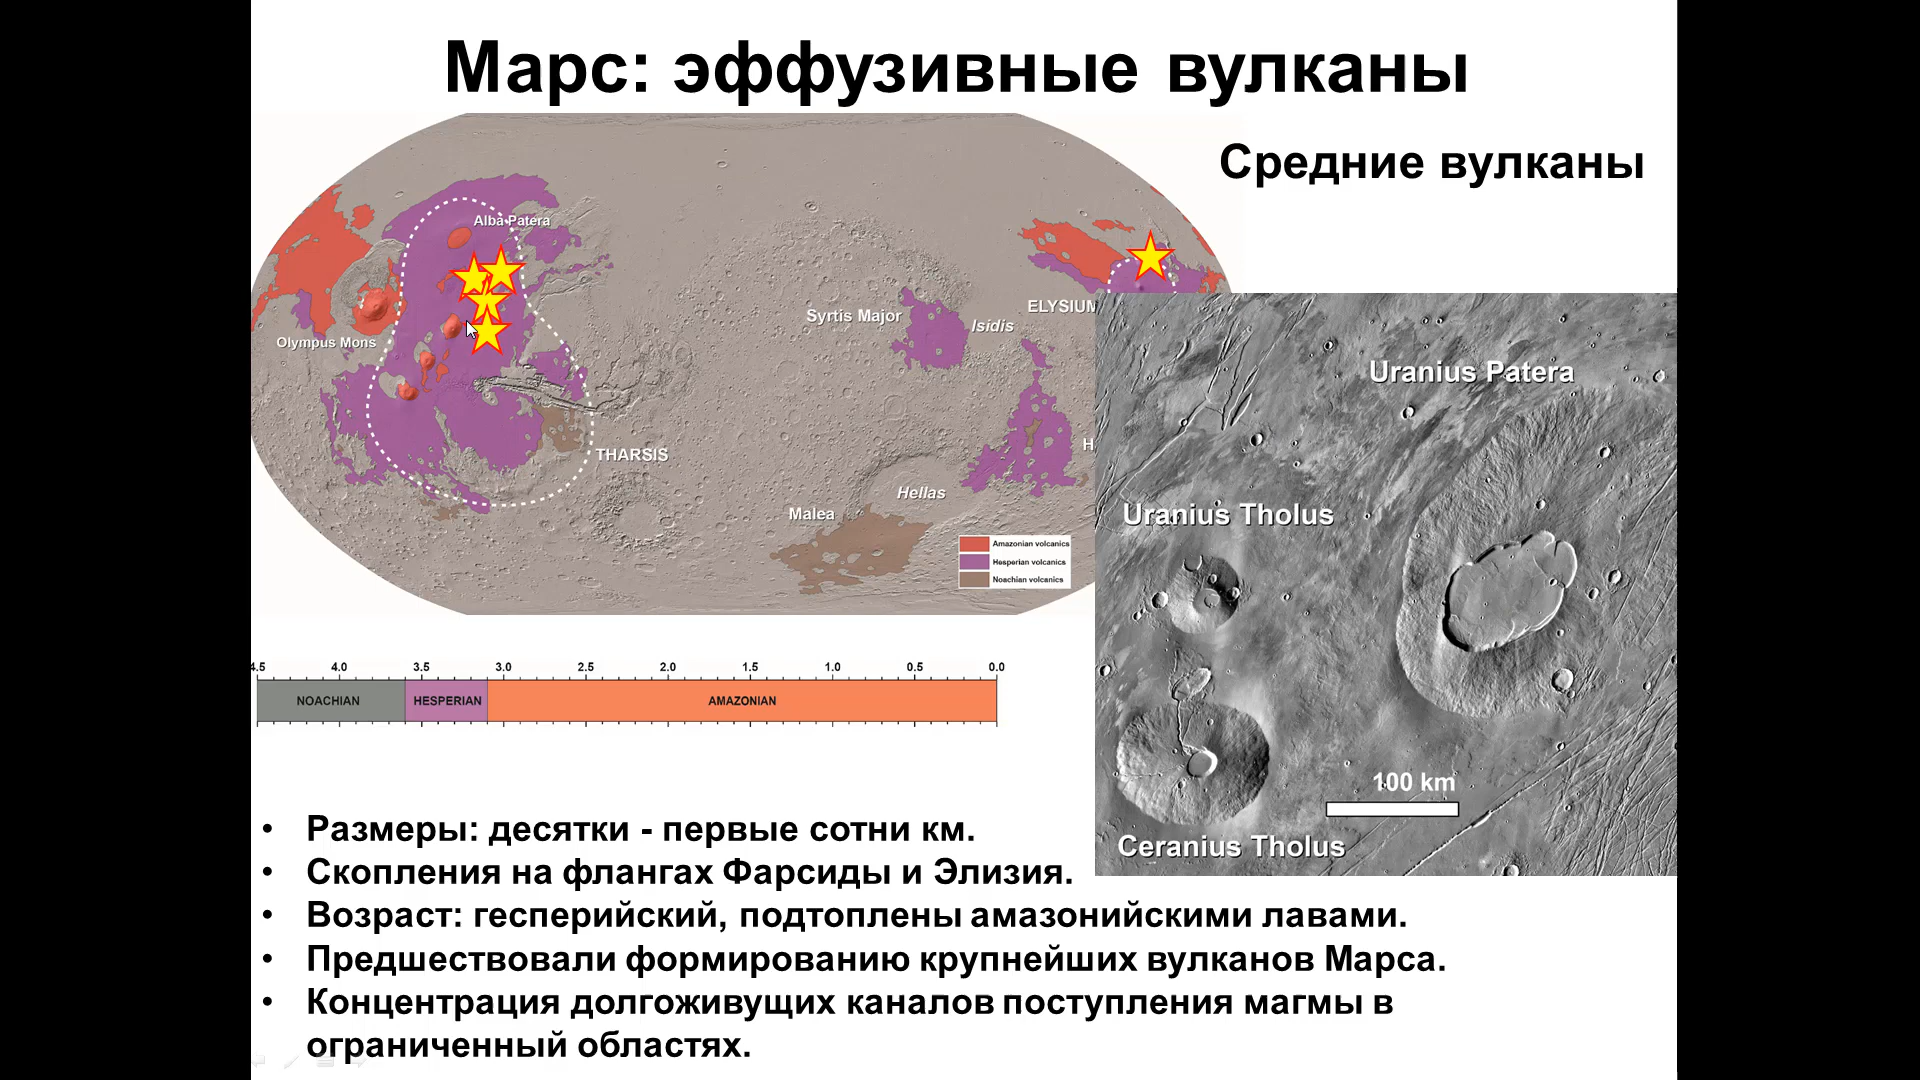 Марс: эффузивные вулканы
Средние вулканы
Alba Patera
Olympus Mons
THARSIS
Syrtis Major
Isidis
ELYSIUM
Hellas
Malea
H
Amazonian volcanics
Hesperian volcanics
Noachian volcanics
Uranius Patera
Uranius Tholus
100 km
Ceranius Tholus
4.5 4.0 3.5 3.0 2.5 2.0 1.5 1.0 0.5 0.0
NOACHIAN HESPERIAN AMAZONIAN
• Размеры: десятки - первые сотни км.
• Скопления на флангах Фарсиды и Элизия.
• Возраст: гесперийский, подтоплены амазонийскими лавами.
• Предшествовали формированию крупнейших вулканов Марса.
• Концентрация долгоживущих каналов поступления магмы в
ограниченный областях.